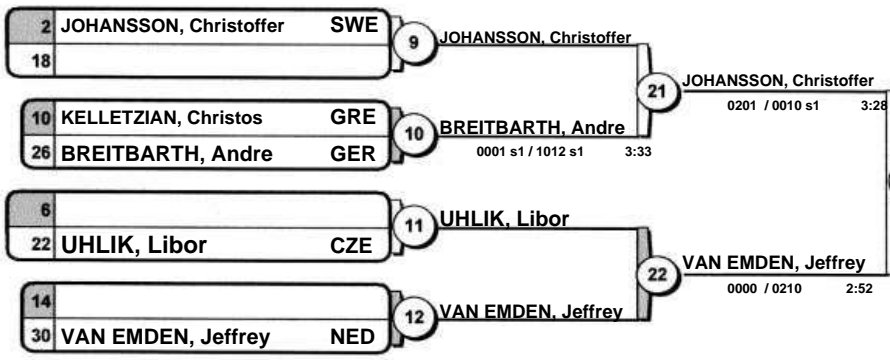 2 JOHANSSON, Christoffer SWE
18
9
JOHANSSON, Christoffer
10 KELLETZIAN, Christos GRE
26 BREITBARTH, Andre GER
10
BREITBARTH, Andre
0001 s1 / 1012 s1 3:33
21
JOHANSSON, Christoffer
0201 / 0010 s1 3:28
6
22 UHLIK, Libor CZE
11
UHLIK, Libor
14
30 VAN EMDEN, Jeffrey NED
12
VAN EMDEN, Jeffrey
22
VAN EMDEN, Jeffrey
0000 / 0210 2:52